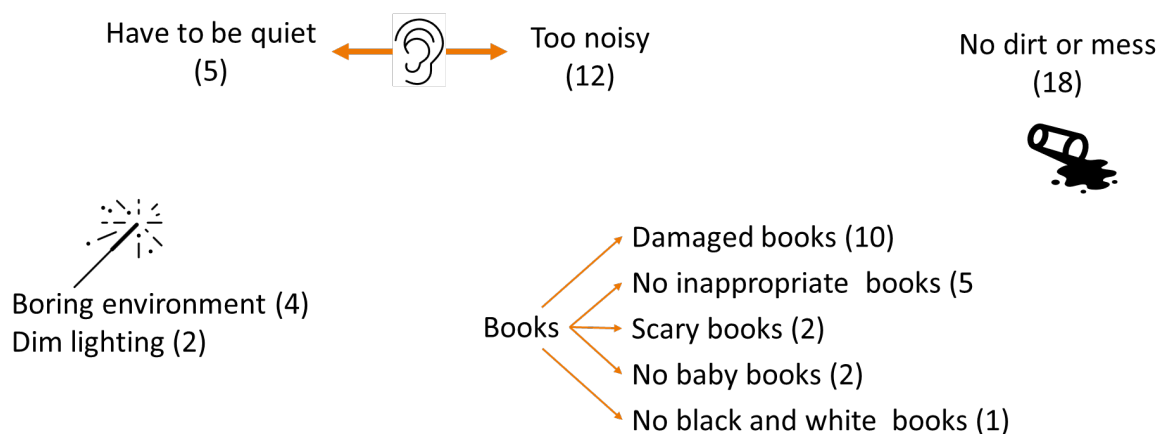 Have to be quiet
(5)
Too noisy
(12)
No dirt or mess
(18)
Boring environment (4)
Dim lighting (2)
Books
Damaged books (10)
No inappropriate  books (5
Scary books (2)
No baby books (2)
No black and white  books (1)